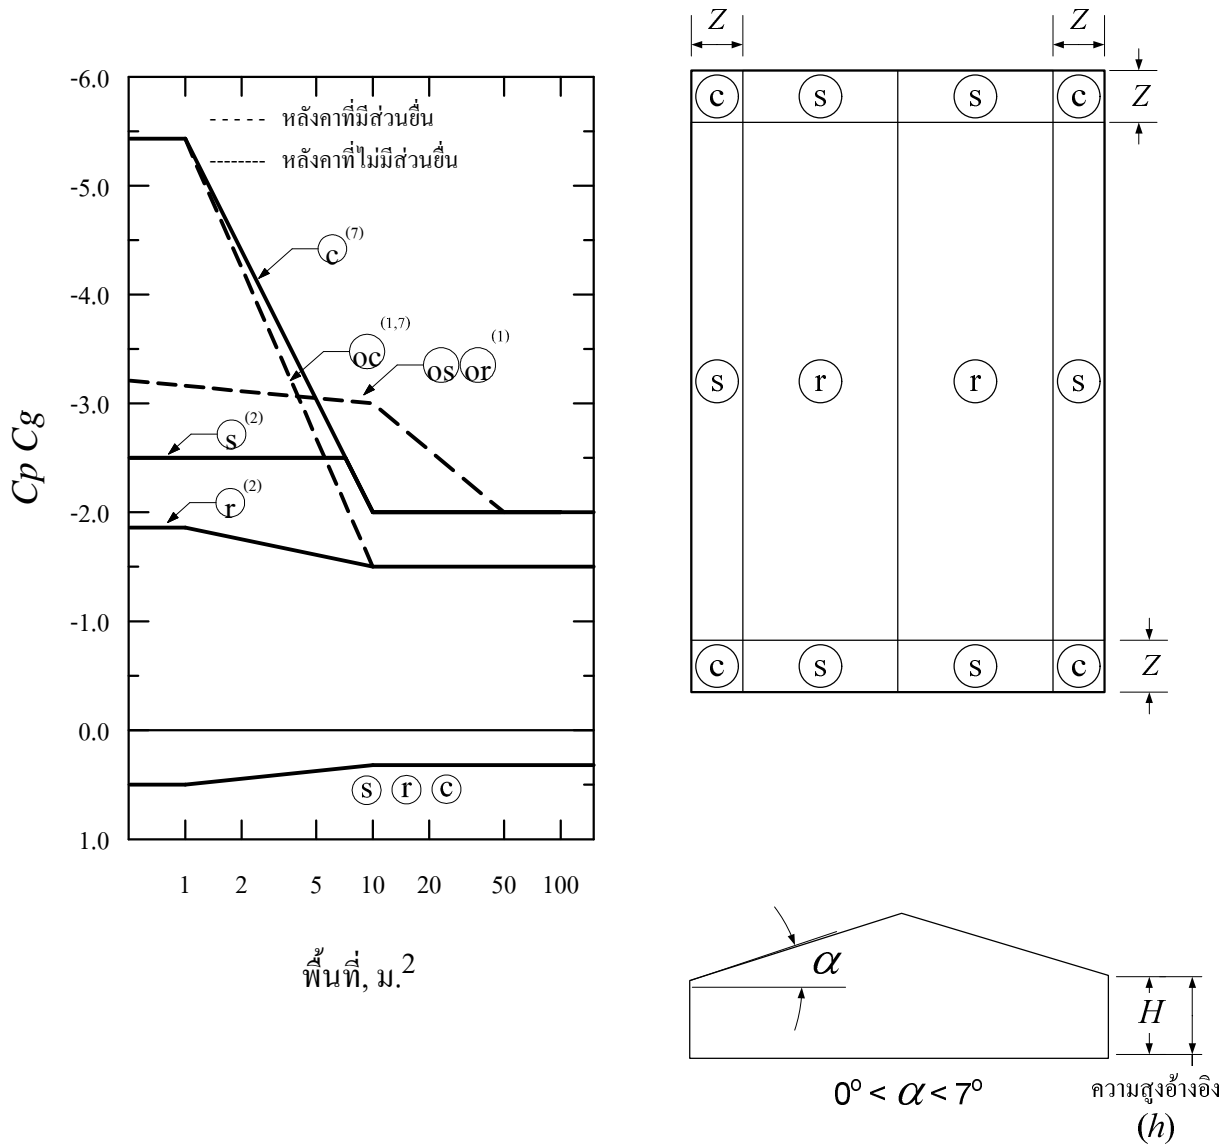 -6.0
-5.0
-4.0
-3.0
-2.0
-1.0
0.0
1.0
Cp Cg
หลังคาที่มีส่วนยื่น
หลังคาที่ไม่มีส่วนยื่น
c (7)
oc (1,7)
os or (1)
s (2)
r (2)
s r c
1 2 5 10 20 50 100
พื้นที่, ม.2
Z Z
c s s c Z
s r r s
c s s c Z
α
H
0o < α < 7o
ความสูงอ้างอิง
(h)